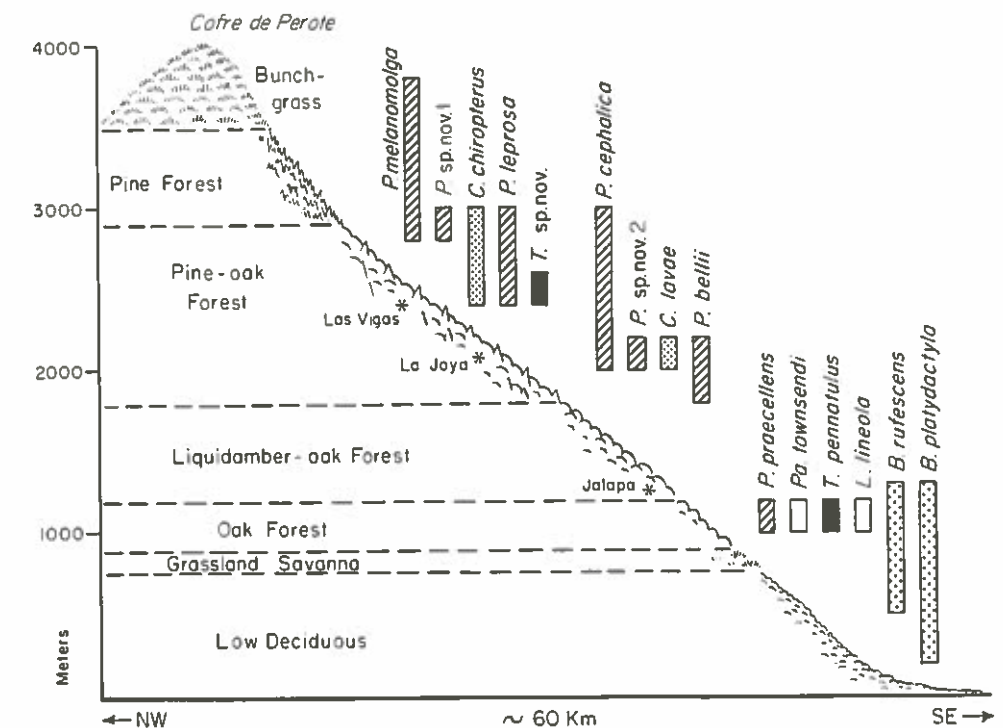 Cofre de Perote
4000
Bunch-
grass
Pine Forest
3000
Pine-oak
Forest
Las Vigas
La Joya
2000
Liquidamber-oak Forest
Jalapa
Oak Forest
1000
Grassland Savanna
Low Deciduous
Meters
P. melanomolga
P. sp.nov.1
C. chiropterus
P. leprosa
T. sp.nov.
P. cephalica
P. sp.nov.2
C. lavae
P. bellii
P. praecellens
Pa. townsendi
T. pennatulus
L. lineola
B. rufescens
B. platydactyla
←NW
~ 60 Km
SE→